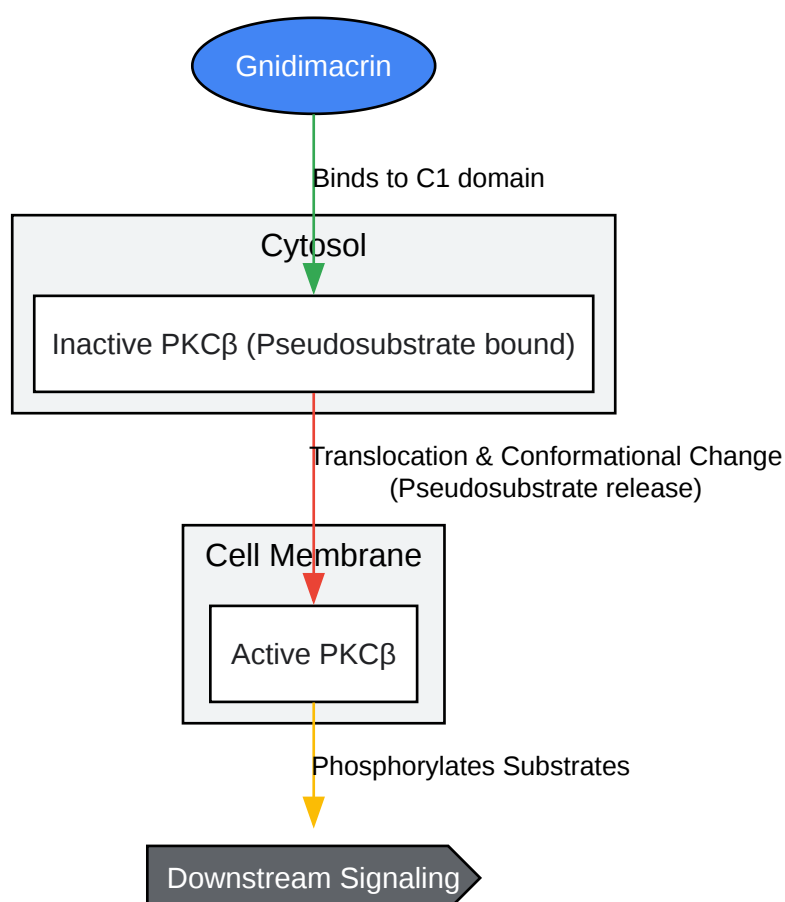 Gnidimacrin
Binds to C1 domain
Cytosol
Inactive PKCβ (Pseudosubstrate bound)
Translocation & Conformational Change
(Pseudosubstrate release)
Cell Membrane
Active PKCβ
Phosphorylates Substrates
Downstream Signaling